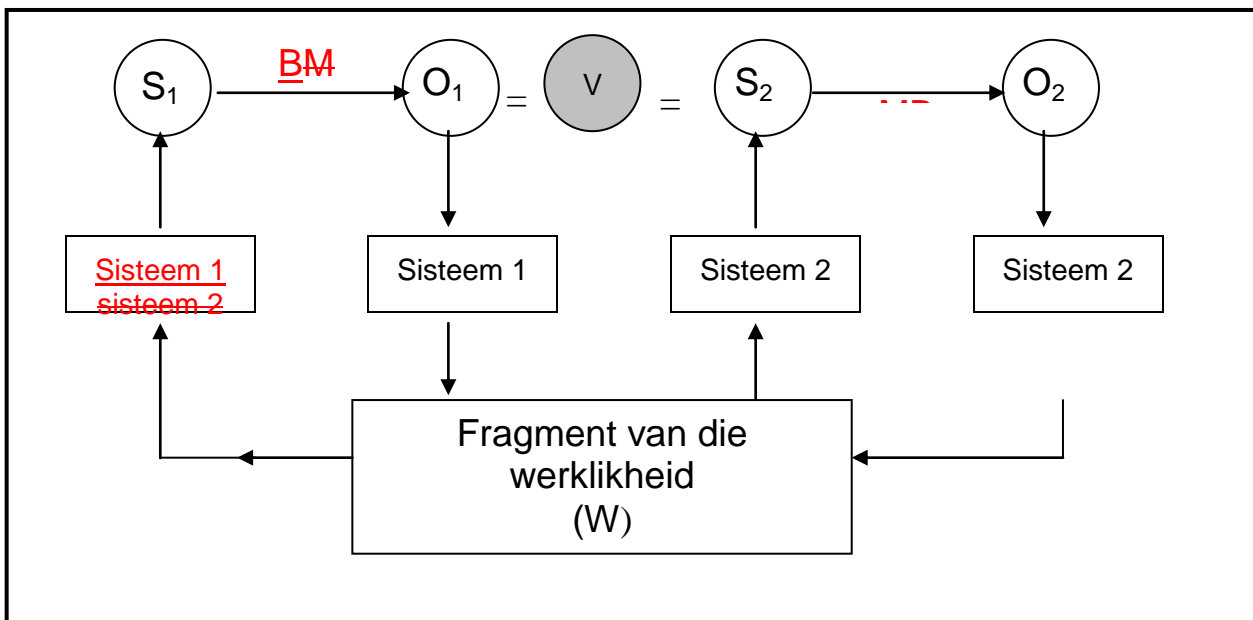 S₁ BM O₁ = V = S₂ O₂
Sisteem 1
sisteem 2
Sisteem 1
Sisteem 2
Sisteem 2
Fragment van die
werklikheid
(W)